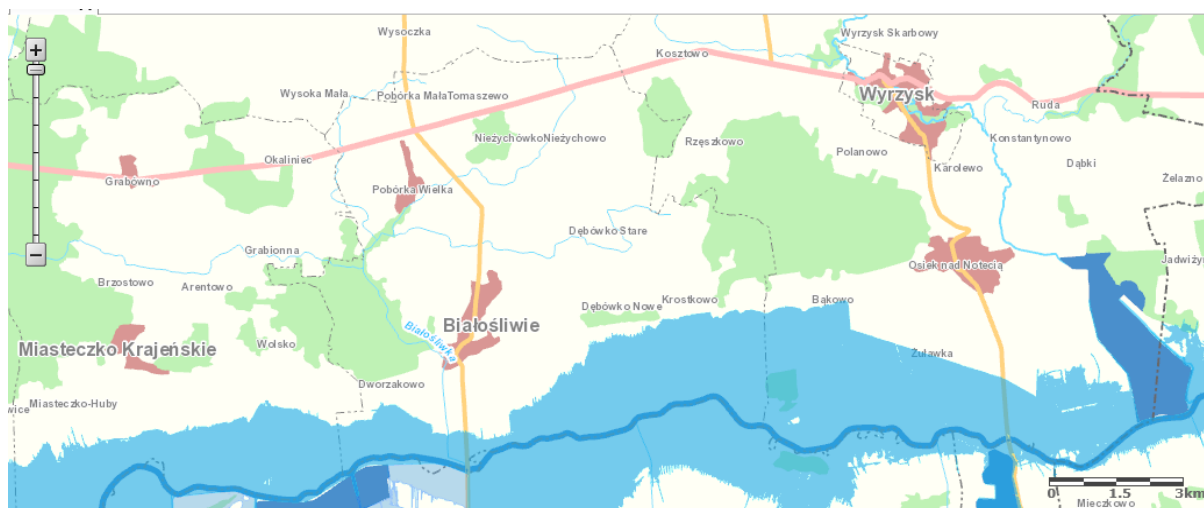 Wysoczka
Wyrzysk Skarbowy
Kosztowo
Wysoka Mała
Pobórka Mała
Tomaszewo
Wyrzysk
Ruda
Nieżychówko
Nieżychowo
Rzęszkowo
Konstantynowo
Polanowo
Okaliniec
Dąbki
Karolewo
Grabówno
Pobórka Wielka
Żelazno
Dębówko Stare
Grabionna
Osiek nad Notecią
Brzostowo
Arentowo
Krostkowo
Bąkowo
Dębówko Nowe
Białośliwie
Białośliwka
Miasteczko Krajeńskie
Wolsko
Żuławka
Dworzakowo
Miasteczko-Huby
0 1.5 3km
Mieczkowo